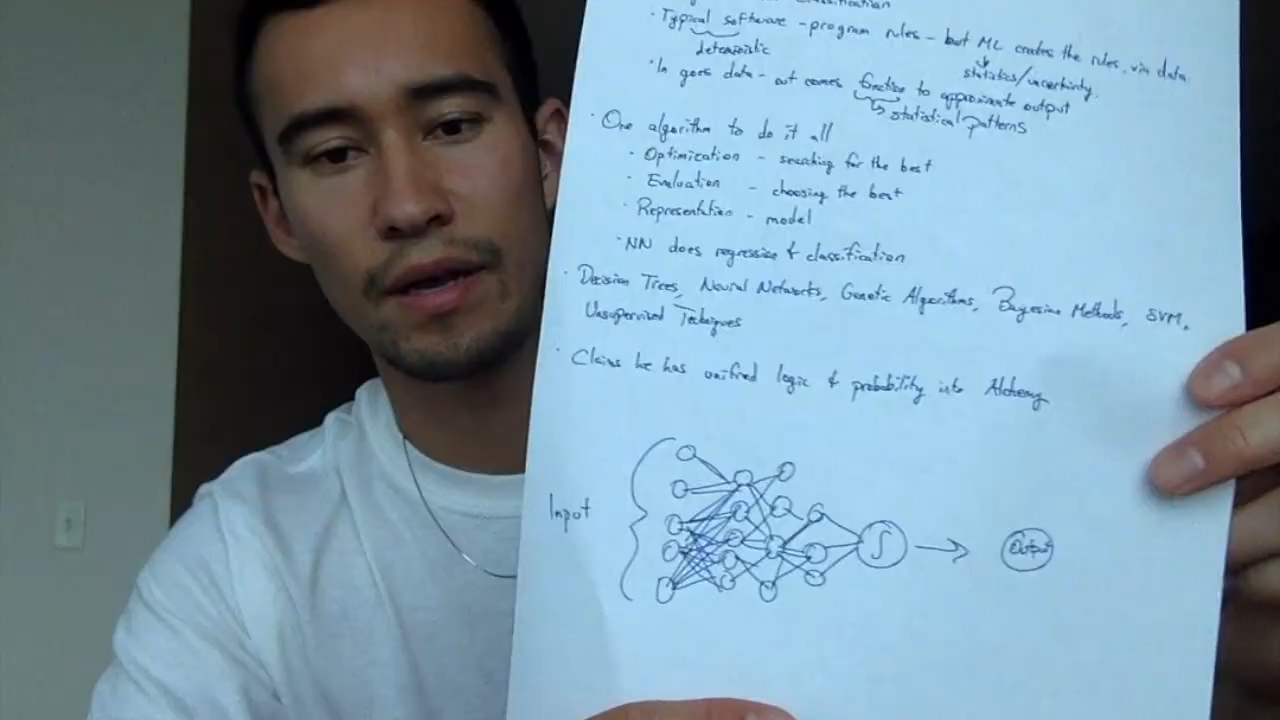 Classification
· Typical software - program rules - but ML creates the rules, via data
deterministic
statistics/uncertainty.
· In goes data - out comes function to approximate output
statistical patterns
· One algorithm to do it all
· Optimization - searching for the best
· Evaluation - choosing the best
· Representation - model
· NN does regression & classification
· Decision Trees, Neural Networks, Genetic Algorithms, Bayesian Methods, SVM,
Unsupervised Techniques
· Claims he has unified logic & probability into Alchemy
Input
∫
Output